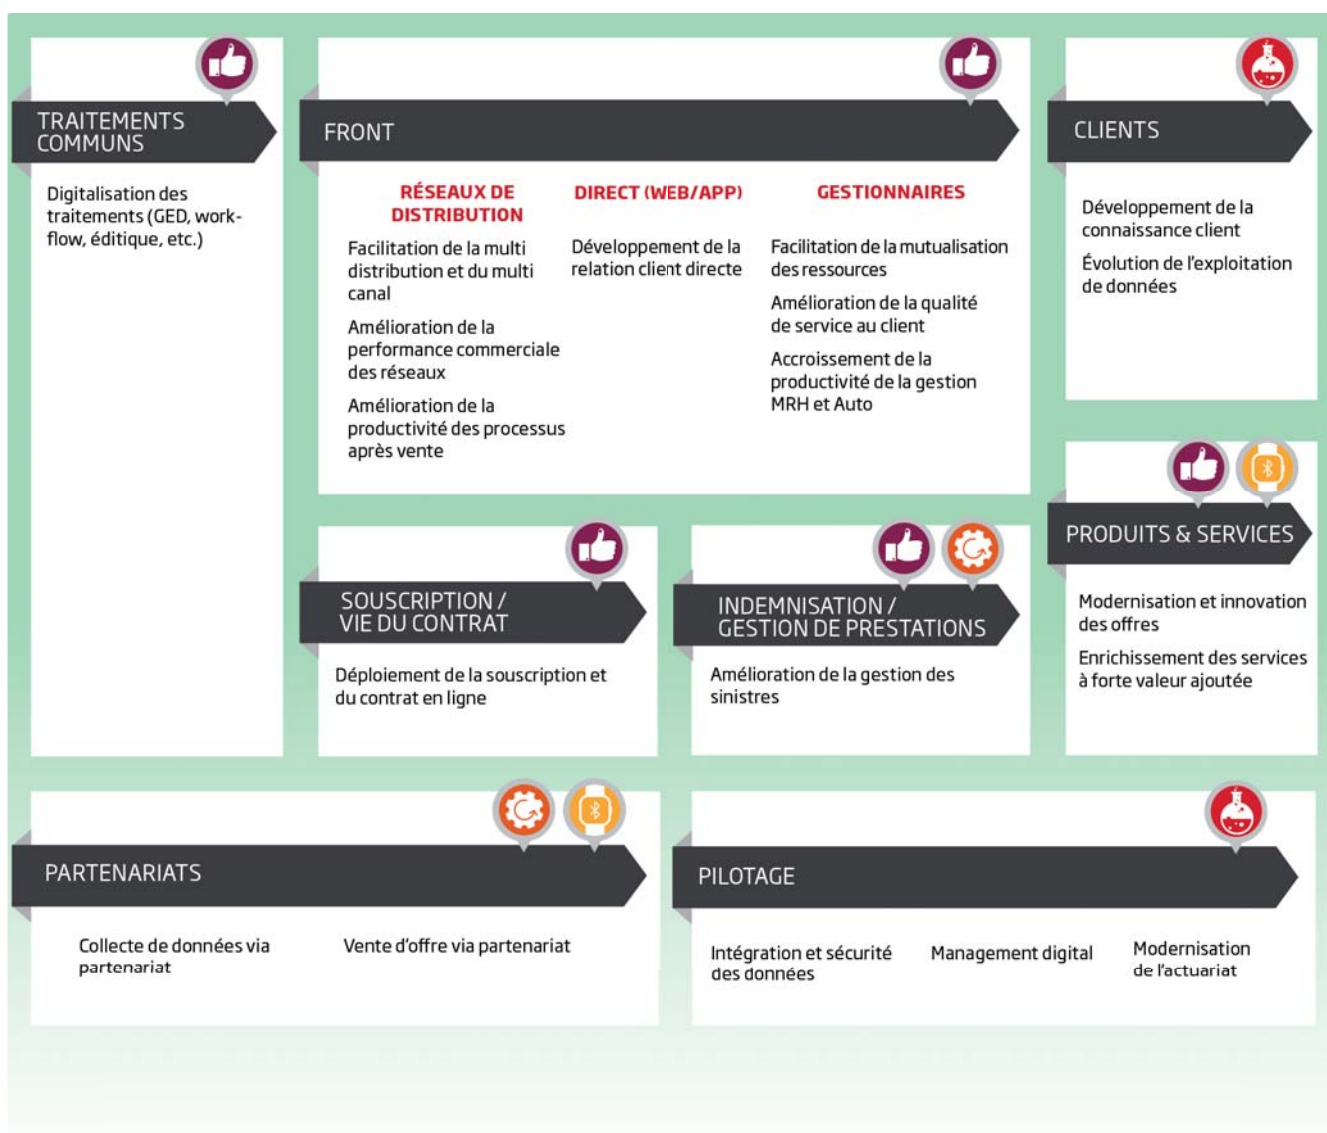 TRAITEMENTS
COMMUNS
Digitalisation des
traitements (GED, work-
flow, éditique, etc.)
FRONT
RÉSEAUX DE
DISTRIBUTION
Facilitation de la multi
distribution et du multi
canal
Amélioration de la
performance commerciale
des réseaux
Amélioration de la
productivité des processus
après vente
DIRECT (WEB/APP)
Développement de la
relation client directe
GESTIONNAIRES
Facilitation de la mutualisation
des ressources
Amélioration de la qualité
de service au client
Accroissement de la
productivité de la gestion
MRH et Auto
CLIENTS
Développement de la
connaissance client
Évolution de l'exploitation
de données
SOUSCRIPTION /
VIE DU CONTRAT
Déploiement de la souscription et
du contrat en ligne
INDEMNISATION /
GESTION DE PRESTATIONS
Amélioration de la gestion des
sinistres
PRODUITS & SERVICES
Modernisation et innovation
des offres
Enrichissement des services
à forte valeur ajoutée
PARTENARIATS
Collecte de données via
partenariat
Vente d'offre via partenariat
PILOTAGE
Intégration et sécurité
des données
Management digital
Modernisation
de l'actuariat